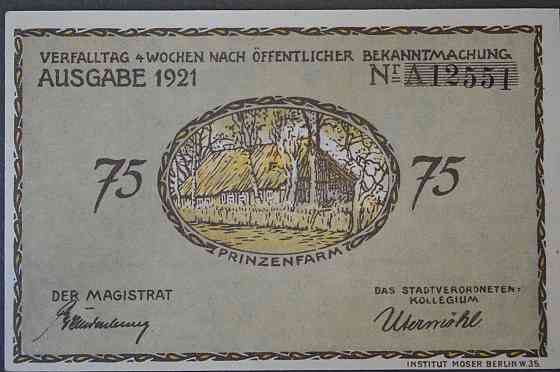 VERFALLTAG 4 WOCHEN NACH ÖFFENTLICHER BEKANNTMACHUNG
AUSGABE 1921
Nr A12551
75
75
PRINZENFARM
DER MAGISTRAT
DAS STADTVERORDNETEN-
KOLLEGIUM
Utermöhl
INSTITUT MOSER BERLIN W.35.